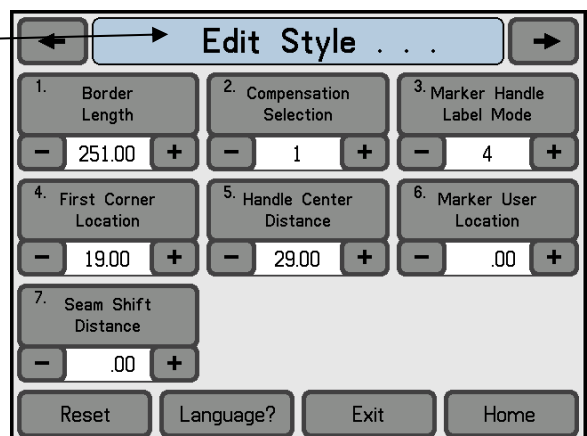 Edit Style . . .
1. Border Length
2. Compensation Selection
3. Marker Handle Label Mode
- 251.00 +
- 1 +
- 4 +
4. First Corner Location
5. Handle Center Distance
6. Marker User Location
- 19.00 +
- 29.00 +
- .00 +
7. Seam Shift Distance
- .00 +
Reset Language? Exit Home